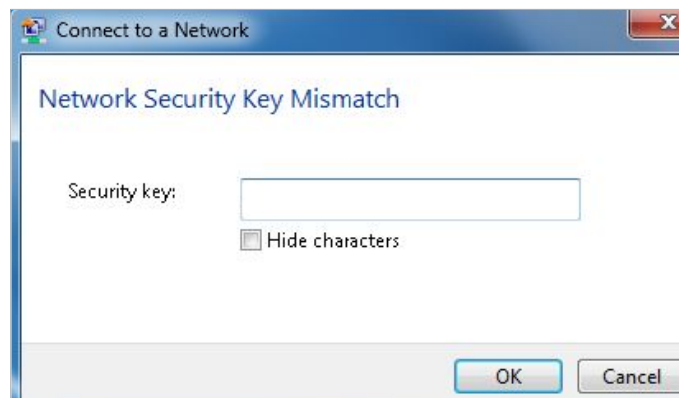 Connect to a Network
Network Security Key Mismatch
Security key:
Hide characters
OK Cancel